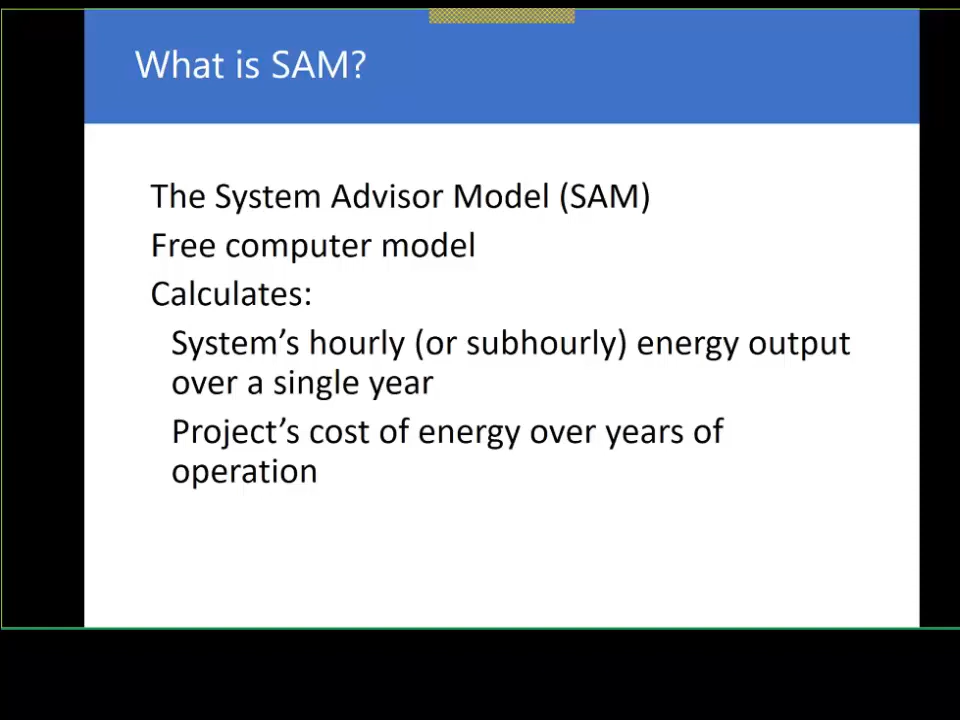 What is SAM?
The System Advisor Model (SAM)
Free computer model
Calculates:
System’s hourly (or subhourly) energy output
over a single year
Project’s cost of energy over years of
operation